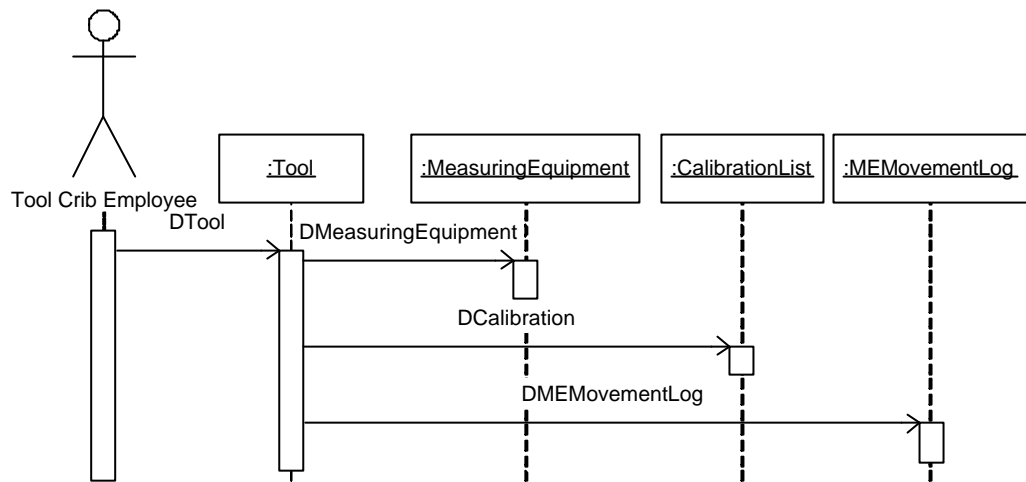 :Tool
:MeasuringEquipment
:CalibrationList
:MEMovementLog
Tool Crib Employee
DTool
DMeasuringEquipment
DCalibration
DMEMovementLog